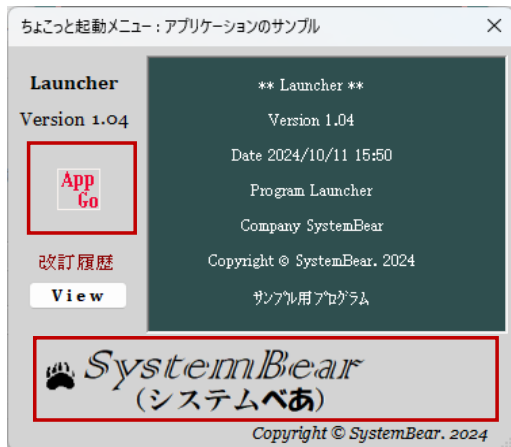 ちょこっと起動メニュー：アプリケーションのサンプル
Launcher
Version 1.04
App
Go
改訂履歴
View
** Launcher **
Version 1.04
Date 2024/10/11 15:50
Program Launcher
Company SystemBear
Copyright © SystemBear. 2024
ｻﾝﾌﾟﾙ用ﾌﾟﾛｸﾞﾗﾑ
SystemBear
(システムべあ)
Copyright © SystemBear. 2024